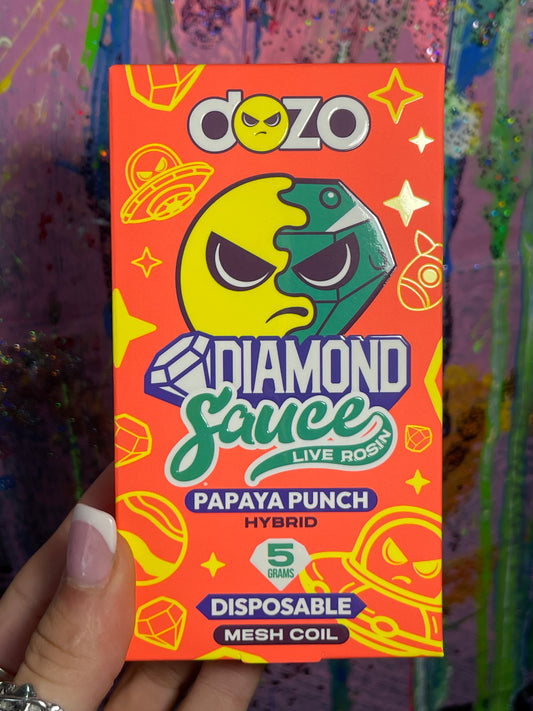 dozo
DIAMOND
Sauce
LIVE ROSIN
PAPAYA PUNCH
HYBRID
5
GRAMS
DISPOSABLE
MESH COIL